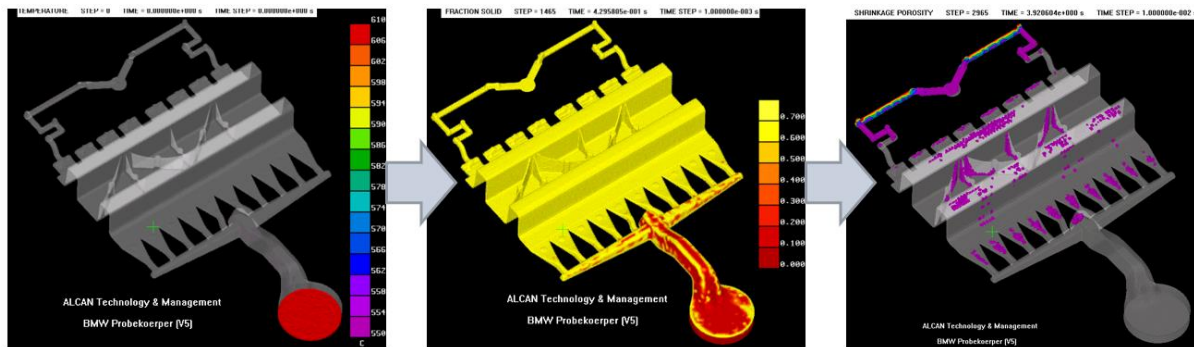 TEMPERATURE STEP = 0 TIME = 0.000000e+000 s TIME STEP = 0.000000e+000 s
610
606
602
598
594
590
585
582
578
574
570
566
562
558
554
550
C
ALCAN Technology & Management
BMW Probekoerper (V5)
FRACTION SOLID STEP = 1465 TIME = 4.295805e-001 s TIME STEP = 1.000000e-003 s
0.700
0.600
0.500
0.400
0.300
0.200
0.100
0.000
ALCAN Technology & Management
BMW Probekoerper (V5)
SHRINKAGE POROSITY STEP = 2965 TIME = 3.920604e+000 s TIME STEP = 1.000000e-002 s
ALCAN Technology & Management
BMW Probekoerper (V5)